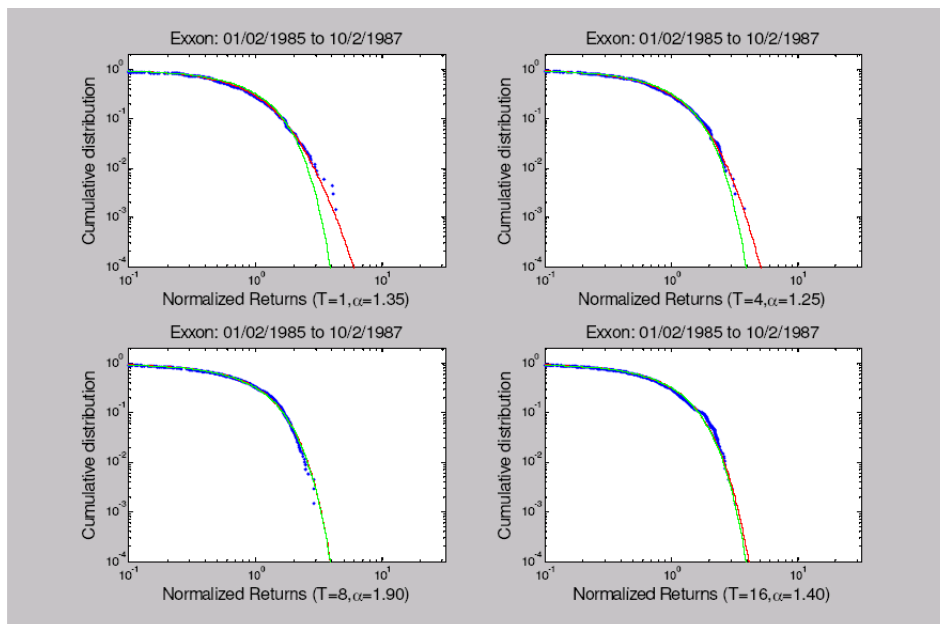 Exxon: 01/02/1985 to 10/2/1987
Cumulative distribution
10^0
10^-1
10^-2
10^-3
10^-4
10^-1
10^0
10^1
Normalized Returns (T=1,α=1.35)
Exxon: 01/02/1985 to 10/2/1987
Cumulative distribution
10^0
10^-1
10^-2
10^-3
10^-4
10^-1
10^0
10^1
Normalized Returns (T=4,α=1.25)
Exxon: 01/02/1985 to 10/2/1987
Cumulative distribution
10^0
10^-1
10^-2
10^-3
10^-4
10^-1
10^0
10^1
Normalized Returns (T=8,α=1.90)
Exxon: 01/02/1985 to 10/2/1987
Cumulative distribution
10^0
10^-1
10^-2
10^-3
10^-4
10^-1
10^0
10^1
Normalized Returns (T=16,α=1.40)